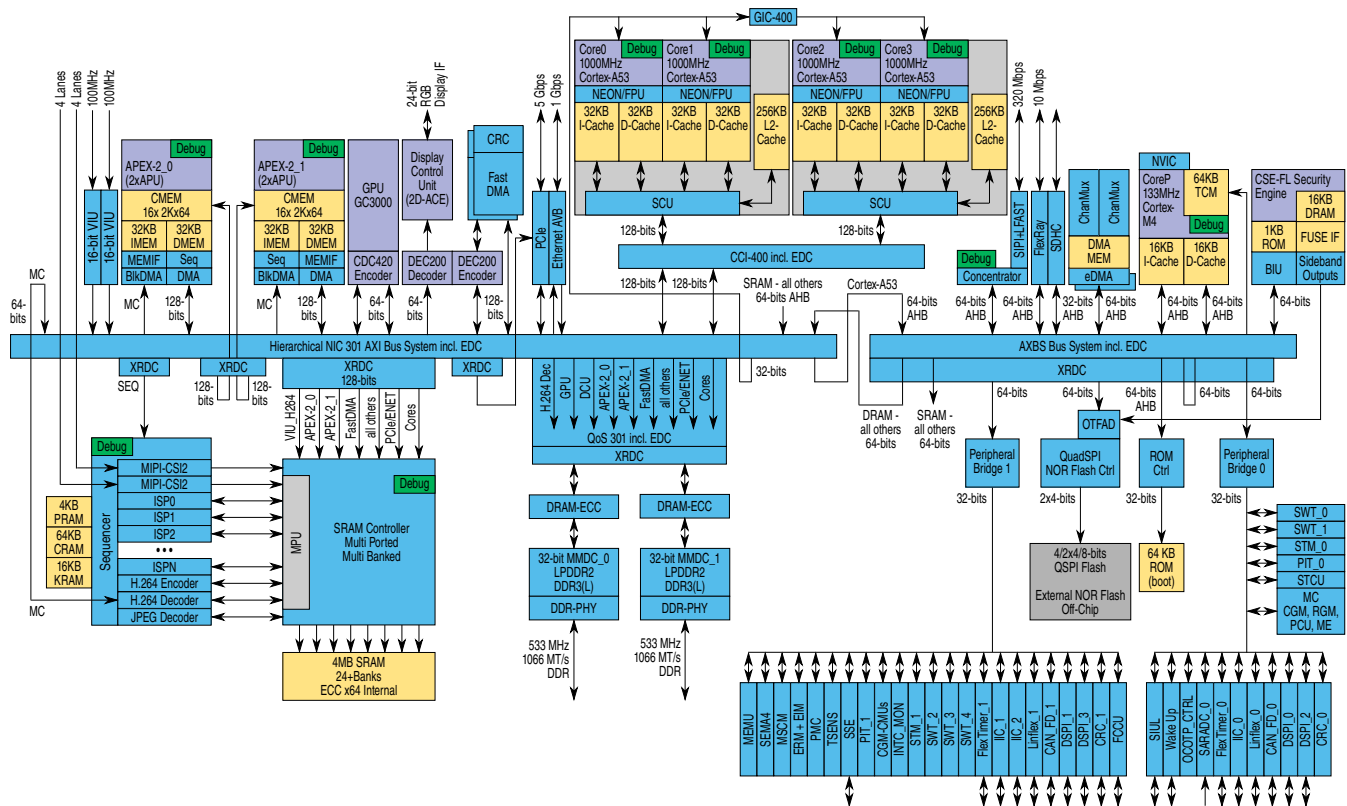 GIC-400
4 Lanes
4 Lanes
100MHz
100MHz
24-bit
RGB
Display IF
5 Gbps
1 Gbps
Core0
1000MHz
Cortex-A53
Debug
Core1
1000MHz
Cortex-A53
Debug
NEON/FPU
NEON/FPU
32KB
I-Cache
32KB
D-Cache
32KB
I-Cache
32KB
D-Cache
256KB
L2-
Cache
SCU
Core2
1000MHz
Cortex-A53
Debug
Core3
1000MHz
Cortex-A53
Debug
NEON/FPU
NEON/FPU
32KB
I-Cache
32KB
D-Cache
32KB
I-Cache
32KB
D-Cache
256KB
L2-
Cache
SCU
128-bits
128-bits
CCI-400 incl. EDC
128-bits
128-bits
320 Mbps
10 Mbps
16-bit VIU
16-bit VIU
Debug
APEX-2_0
(2xAPU)
CMEM
16x 2Kx64
32KB
IMEM
32KB
DMEM
MEMIF
Seq
BlkDMA
DMA
Debug
APEX-2_1
(2xAPU)
CMEM
16x 2Kx64
32KB
IMEM
32KB
DMEM
Seq
MEMIF
BlkDMA
DMA
GPU
GC3000
CDC420
Encoder
Display
Control
Unit
(2D-ACE)
DEC200
Decoder
DEC200
Encoder
CRC
Fast
DMA
PCIe
Ethernet AVB
SIPI+LFAST
FlexRay
SDHC
Debug
Concentrator
ChanMux
ChanMux
DMA
MEM
eDMA
NVIC
CoreP
133MHz
Cortex-
M4
64KB
TCM
Debug
16KB
I-Cache
16KB
D-Cache
CSE-FL Security
Engine
16KB
DRAM
1KB
ROM
FUSE IF
BIU
Sideband
Outputs
MC
64-
bits
MC
128-
bits
MC
128-
bits
64-
bits
64-
bits
128-
bits
128-
bits
SRAM - all others
64-bits AHB
Cortex-A53
64-bits
AHB
64-bits
AHB
64-bits
AHB
32-bits
AHB
64-bits
AHB
64-bits
AHB
64-bits
AHB
64-bits
Hierarchical NIC 301 AXI Bus System incl. EDC
AXBS Bus System incl. EDC
XRDC
XRDC
SEQ
XRDC
128-
bits
128-
bits
XRDC
128-bits
XRDC
32-bits
VIU_H264
APEX-2_0
APEX-2_1
FastDMA
all others
PCIe/ENET
Cores
H.264 Dec
GPU
DCU
APEX-2_0
APEX-2_1
FastDMA
all others
PCIe/ENET
Cores
QoS 301 incl. EDC
XRDC
DRAM -
all others
64-bits
SRAM -
all others
64-bits
64-bits
64-bits
64-bits
AHB
64-bits
64-bits
Peripheral
Bridge 1
32-bits
OTFAD
QuadSPI
NOR Flash Ctrl
2x4-bits
ROM
Ctrl
32-bits
Peripheral
Bridge 0
32-bits
4/2x4/8-bits
QSPI Flash
External NOR Flash
Off-Chip
64 KB
ROM
(boot)
SWT_0
SWT_1
STM_0
PIT_0
STCU
MC
CGM, RGM,
PCU, ME
Debug
Sequencer
4KB
PRAM
64KB
CRAM
16KB
KRAM
MC
MIPI-CSI2
MIPI-CSI2
ISP0
ISP1
ISP2
•••
ISPN
H.264 Encoder
H.264 Decoder
JPEG Decoder
MPU
Debug
SRAM Controller
Multi Ported
Multi Banked
4MB SRAM
24+Banks
ECC x64 Internal
DRAM-ECC
32-bit MMDC_0
LPDDR2
DDR3(L)
DDR-PHY
533 MHz
1066 MT/s
DDR
DRAM-ECC
32-bit MMDC_1
LPDDR2
DDR3(L)
DDR-PHY
533 MHz
1066 MT/s
DDR
MEMU
SEMA4
MSCM
ERM + EIM
PMC
TSENS
SSE
PIT_1
CGM-CMUs
INTC_MON
STM_1
SWT_2
SWT_3
SWT_4
FlexTimer_1
IIC_1
IIC_2
Linflex_1
CAN_FD_1
DSPI_1
DSPI_3
CRC_1
FCCU
SIUL
Wake Up
OCOTP_CTRL
SARADC_0
FlexTimer_0
IIC_0
Linflex_0
CAN_FD_0
DSPI_0
DSPI_2
CRC_0